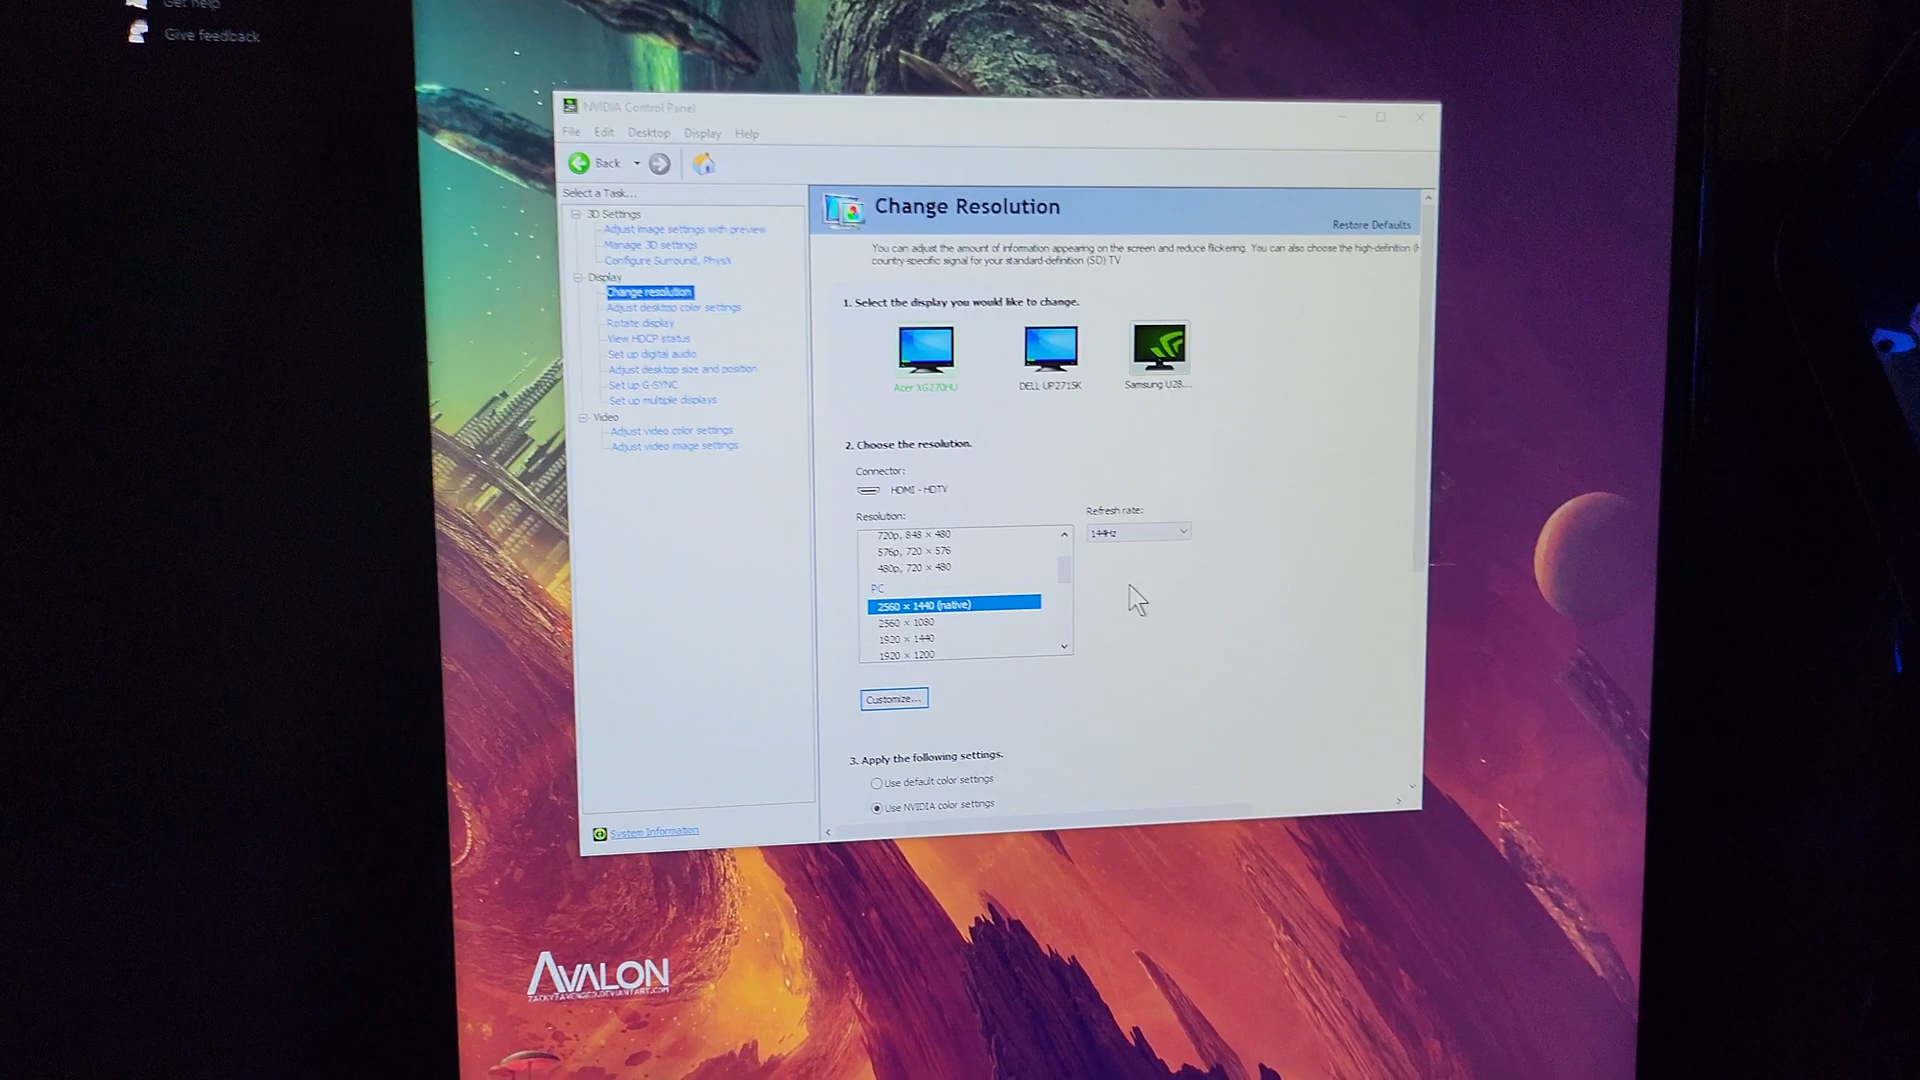 Get help
Give feedback
NVIDIA Control Panel
File Edit Desktop Display Help
Back
Select a Task...
3D Settings
Adjust image settings with preview
Manage 3D settings
Configure Surround, PhysX
Display
Change resolution
Adjust desktop color settings
Rotate display
View HDCP status
Set up digital audio
Adjust desktop size and position
Set up G-SYNC
Set up multiple displays
Video
Adjust video color settings
Adjust video image settings
System Information
Change Resolution
Restore Defaults
You can adjust the amount of information appearing on the screen and reduce flickering. You can also choose the high-definition (H
country-specific signal for your standard-definition (SD) TV.
1. Select the display you would like to change.
Acer XG270HU DELL UP2715K Samsung U28...
2. Choose the resolution.
Connector:
HDMI - HDTV
Resolution:
Refresh rate:
144Hz
720p, 848 × 480
576p, 720 × 576
480p, 720 × 480
PC
2560 × 1440 (native)
2560 × 1080
1920 × 1440
1920 × 1200
Customize...
3. Apply the following settings.
Use default color settings
Use NVIDIA color settings
AVALON